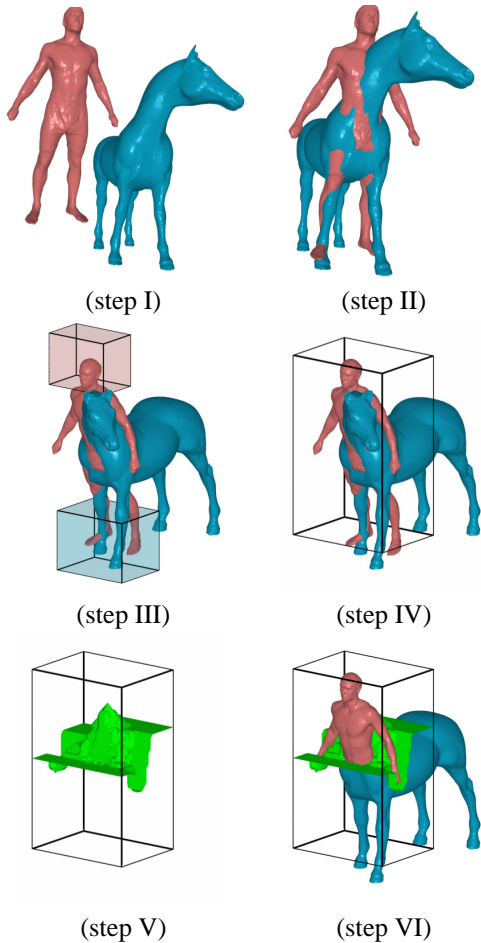 (step I)
(step II)
(step III)
(step IV)
(step V)
(step VI)